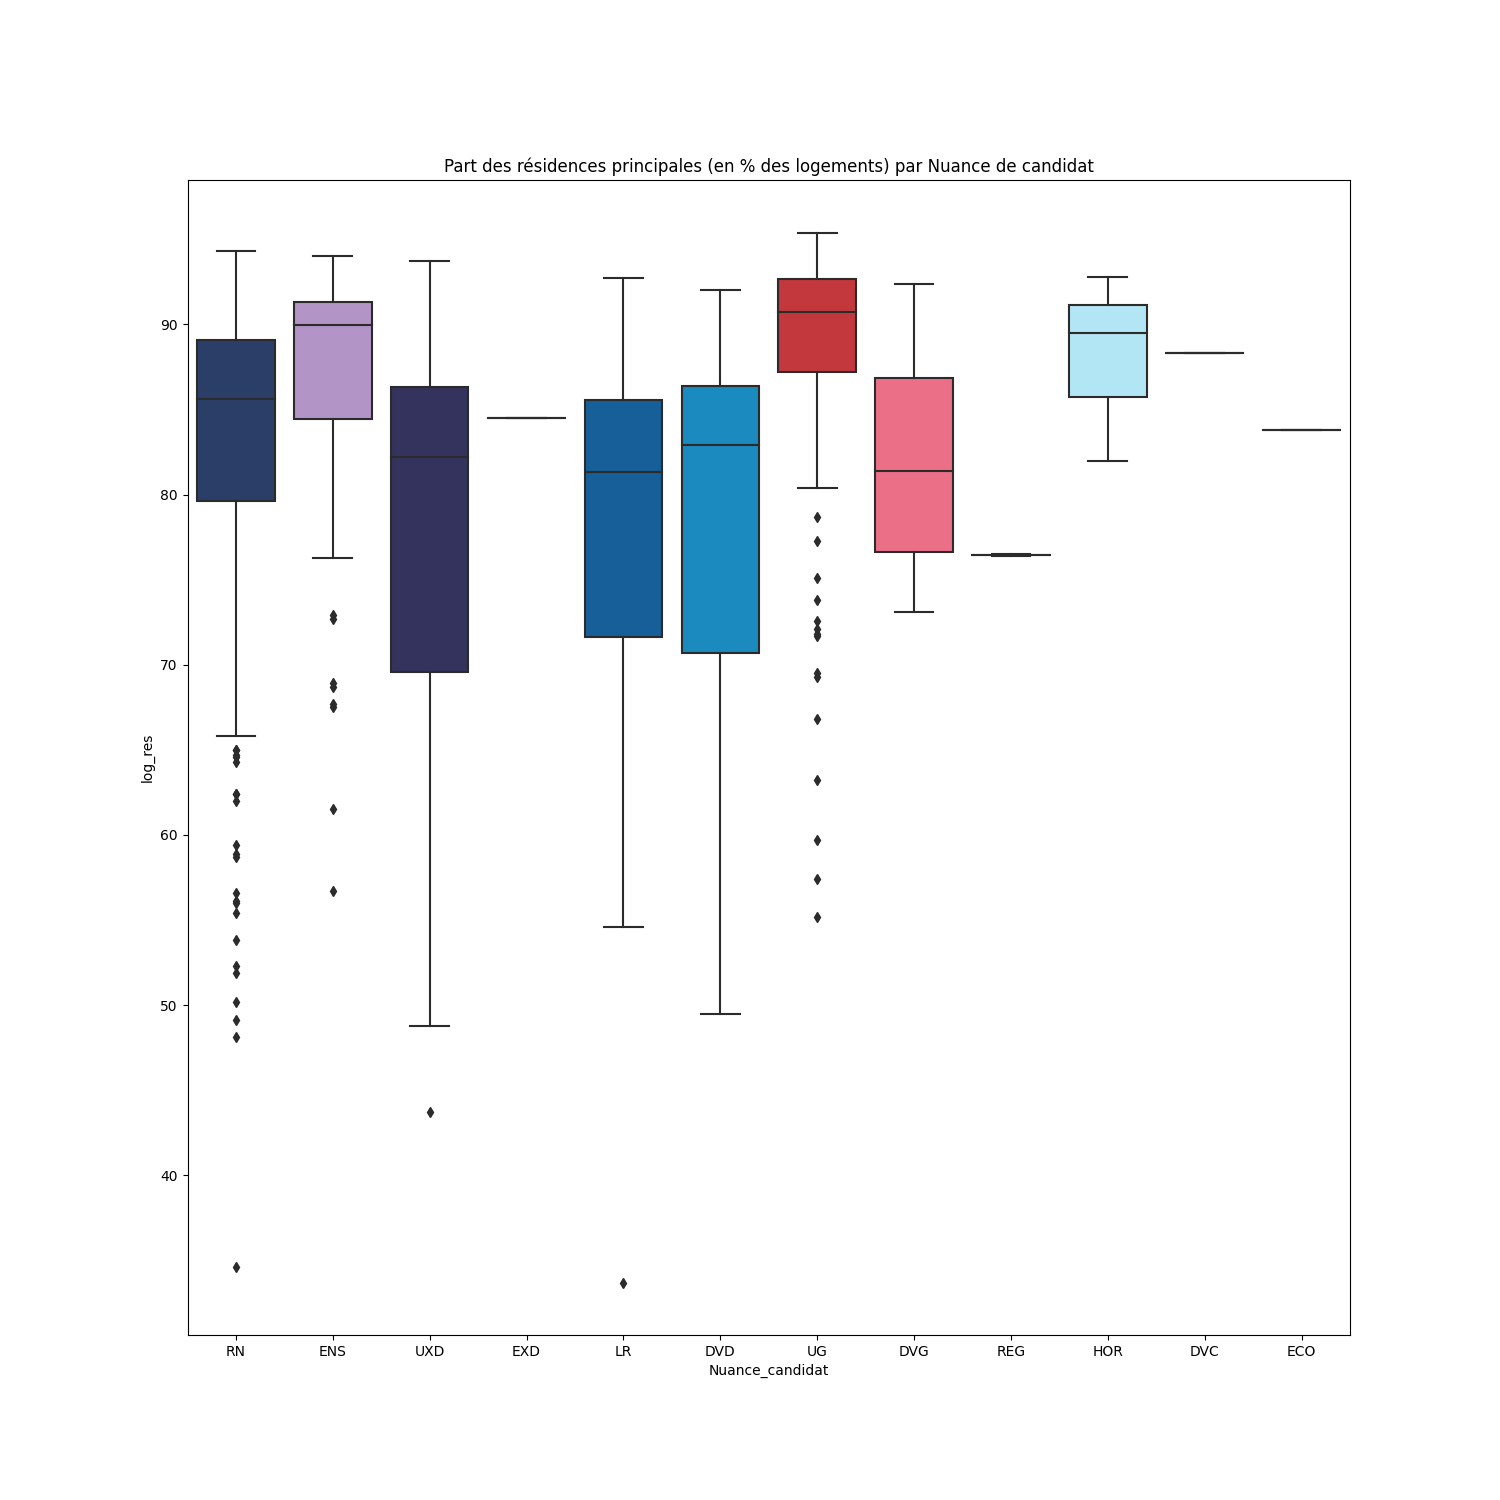 Part des résidences principales (en % des logements) par Nuance de candidat
90
80
70
60
50
40
log_res
RN ENS UXD EXD LR DVD UG DVG REG HOR DVC ECO
Nuance_candidat